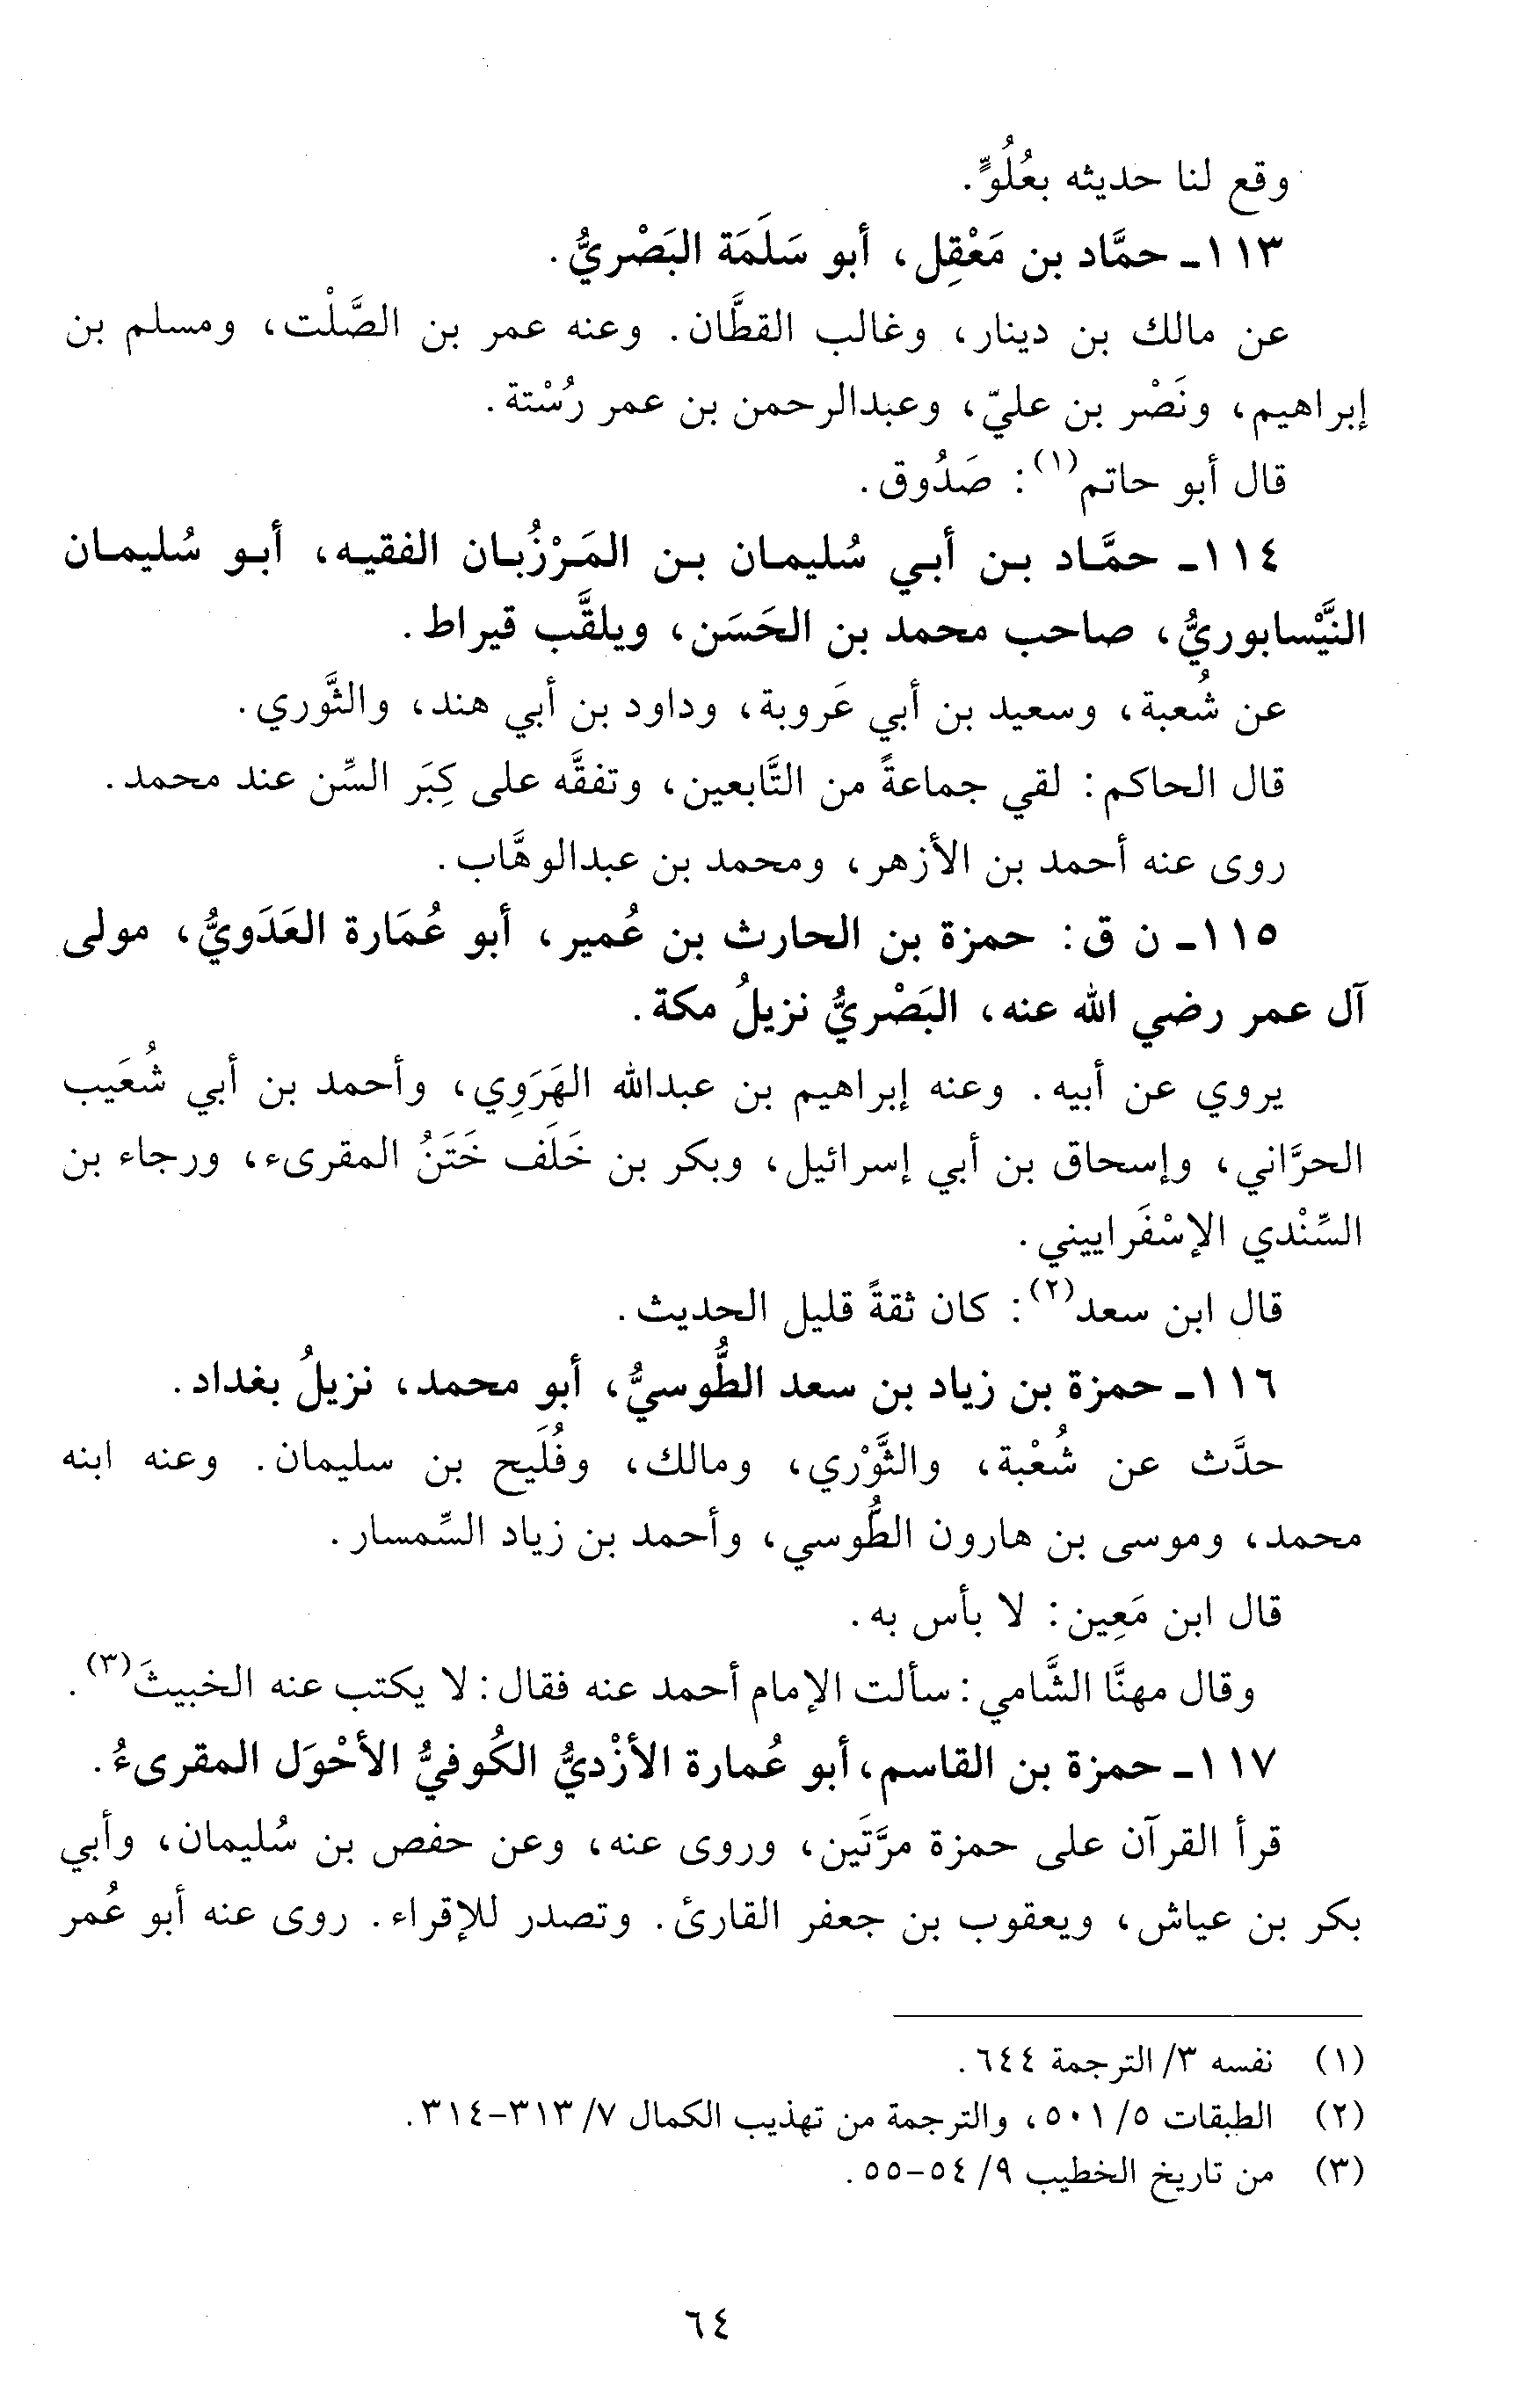 وقع لنا حديثه بعُلُوٍّ.
١١٣- حمَّاد بن مَعْقِل، أبو سَلَمَة البَصْريُّ.
عن مالك بن دينار، وغالب القطَّان. وعنه عمر بن الصَّلْت، ومسلم بن
إبراهيم، ونَصْر بن عليّ، وعبدالرحمن بن عمر رُسْتة.
قال أبو حاتم(١): صَدُوق.
١١٤- حمَّاد بن أبي سُليمان بن المَرْزُبان الفقيه، أبو سُليمان
النَّيْسابوريُّ، صاحب محمد بن الحَسَن، ويلقَّب قيراط.
عن شُعبة، وسعيد بن أبي عَروبة، وداود بن أبي هند، والثَّوري.
قال الحاكم: لقي جماعةً من التَّابعين، وتفقَّه على كِبَر السِّن عند محمد.
روى عنه أحمد بن الأزهر، ومحمد بن عبدالوهَّاب.
١١٥- ن ق: حمزة بن الحارث بن عُمير، أبو عُمَارة العَدَويُّ، مولى
آل عمر رضي الله عنه، البَصْريُّ نزيلُ مكة.
يروي عن أبيه. وعنه إبراهيم بن عبدالله الهَرَوِي، وأحمد بن أبي شُعَيب
الحرَّاني، وإسحاق بن أبي إسرائيل، وبكر بن خَلَف خَتَنُ المقرىء، ورجاء بن
السِّنْدي الإسْفَراييني.
قال ابن سعد(٢): كان ثقةً قليل الحديث.
١١٦- حمزة بن زياد بن سعد الطُّوسيُّ، أبو محمد، نزيلُ بغداد.
حدَّث عن شُعْبة، والثَّوْري، ومالك، وفُلَيح بن سليمان. وعنه ابنه
محمد، وموسى بن هارون الطُّوسي، وأحمد بن زياد السِّمسار.
قال ابن مَعِين: لا بأس به.
وقال مهنَّا الشَّامي: سألت الإمام أحمد عنه فقال: لا يكتب عنه الخبيثَ(٣).
١١٧- حمزة بن القاسم، أبو عُمارة الأزْديُّ الكُوفيُّ الأحْوَل المقرىءُ.
قرأ القرآن على حمزة مرَّتَين، وروى عنه، وعن حفص بن سُليمان، وأبي
بكر بن عياش، ويعقوب بن جعفر القارئ. وتصدر للإقراء. روى عنه أبو عُمر
(١) نفسه ٣/ الترجمة ٦٤٤.
(٢) الطبقات ٥/ ٥٠١، والترجمة من تهذيب الكمال ٧/ ٣١٣-٣١٤.
(٣) من تاريخ الخطيب ٩/ ٥٤-٥٥.
٦٤